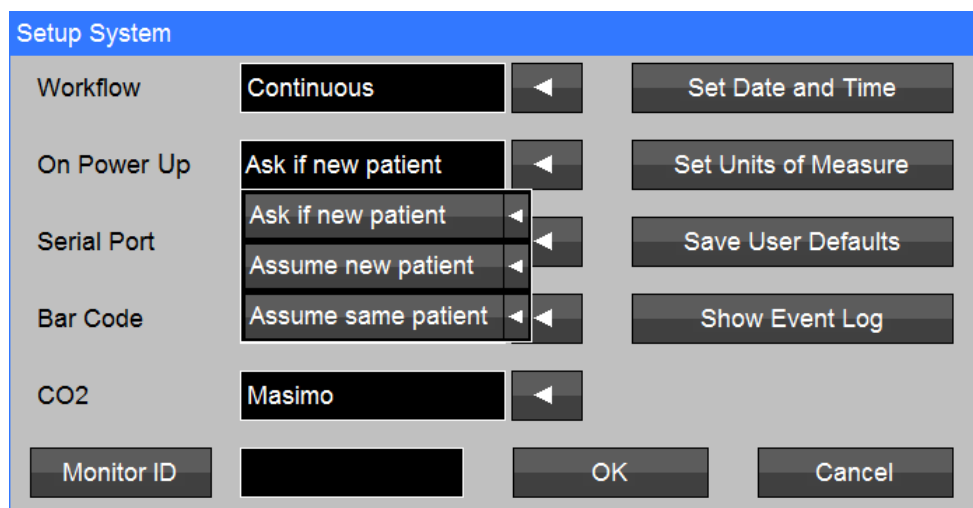 Setup System
Workflow Continuous Set Date and Time
On Power Up Ask if new patient Set Units of Measure
Ask if new patient
Serial Port Save User Defaults
Assume new patient
Bar Code Assume same patient Show Event Log
CO2 Masimo
Monitor ID OK Cancel